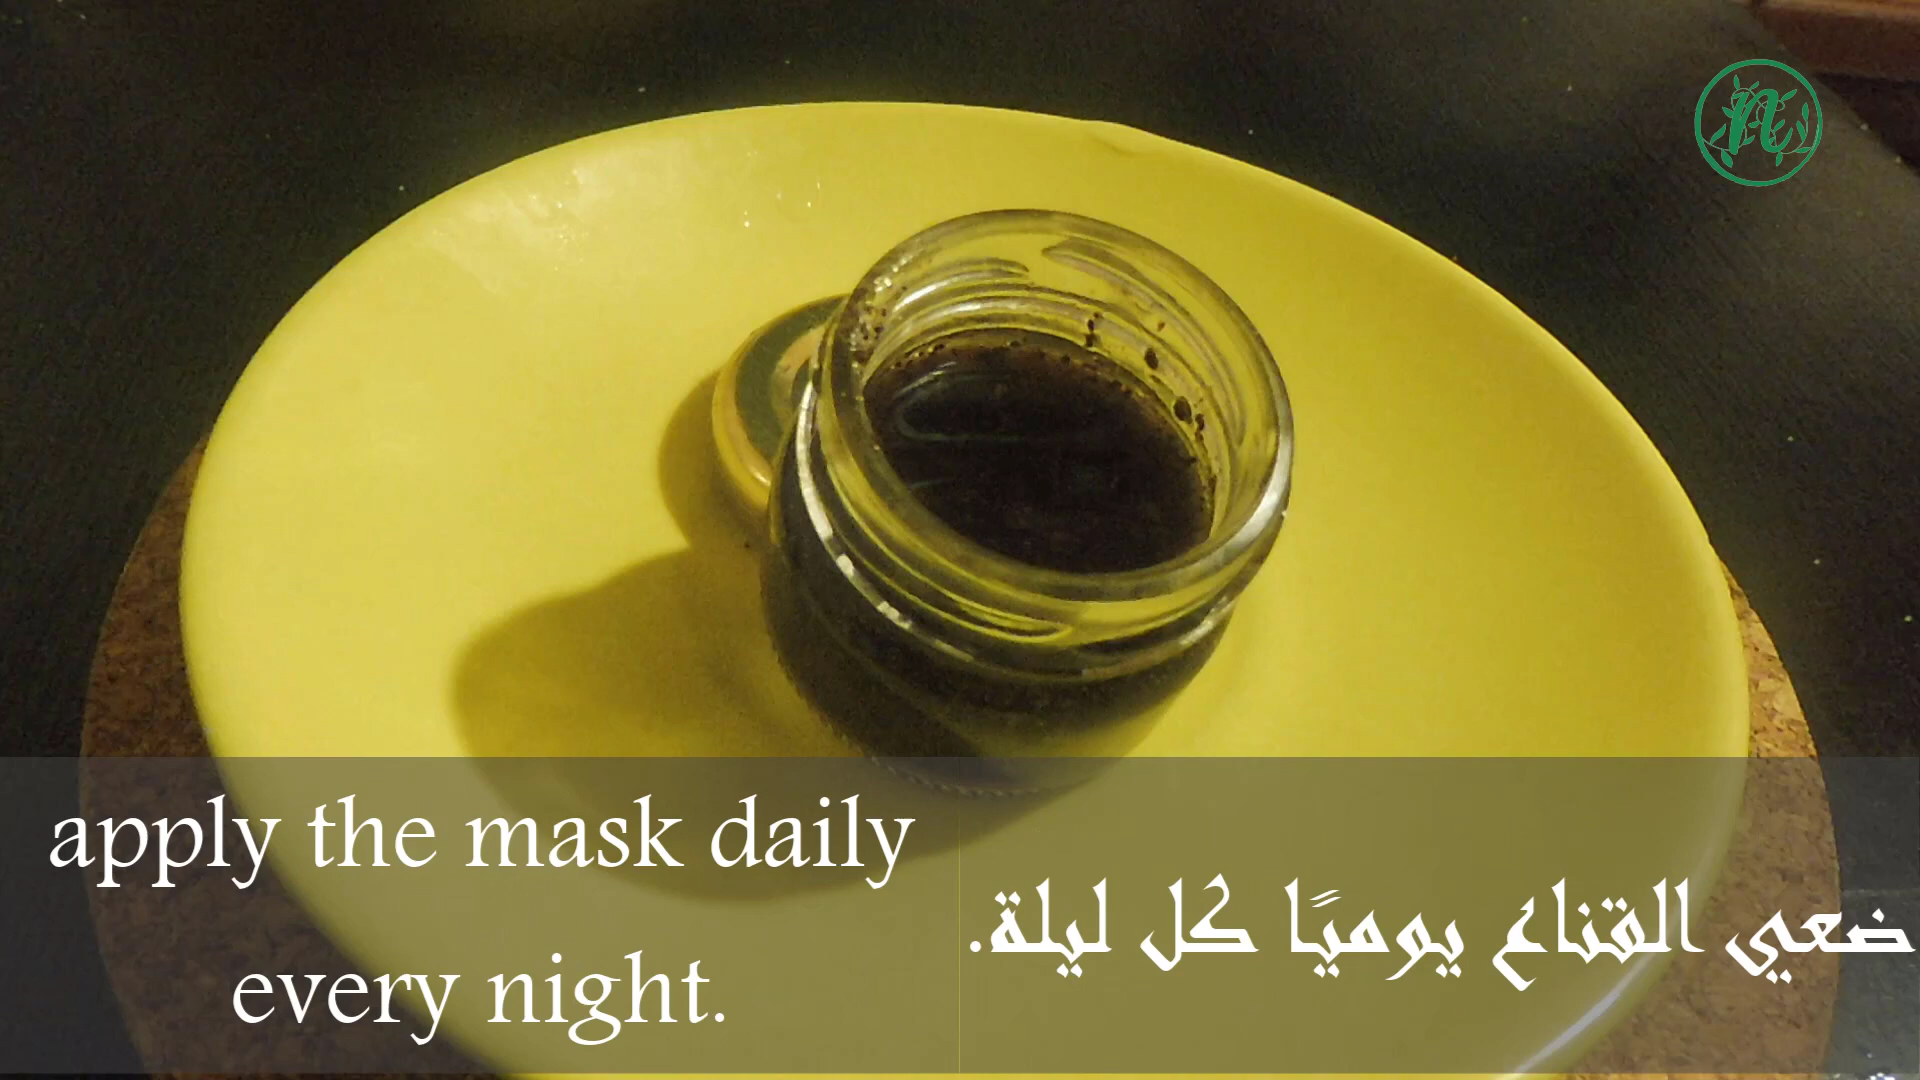 apply the mask daily
every night.
ضعي القناع يوميًا كل ليلة.
n